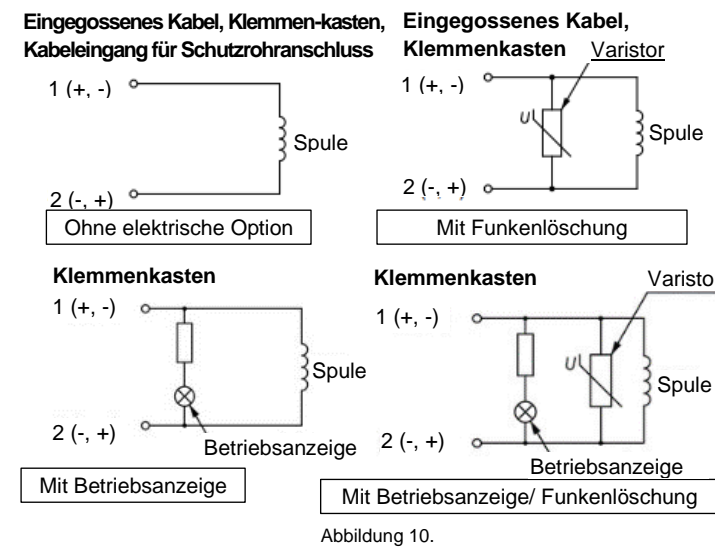 Eingegossenes Kabel, Klemmen-kasten,
Kabeleingang für Schutzrohranschluss
1 (+, -)
Spule
2 (-, +)
Ohne elektrische Option
Eingegossenes Kabel,
Klemmenkasten
Varistor
1 (+, -)
U
Spule
2 (-, +)
Mit Funkenlöschung
Klemmenkasten
1 (+, -)
Spule
2 (-, +)
Betriebsanzeige
Mit Betriebsanzeige
Klemmenkasten
Varisto
1 (+, -)
U
Spule
2 (-, +)
Betriebsanzeige
Mit Betriebsanzeige/ Funkenlöschung
Abbildung 10.